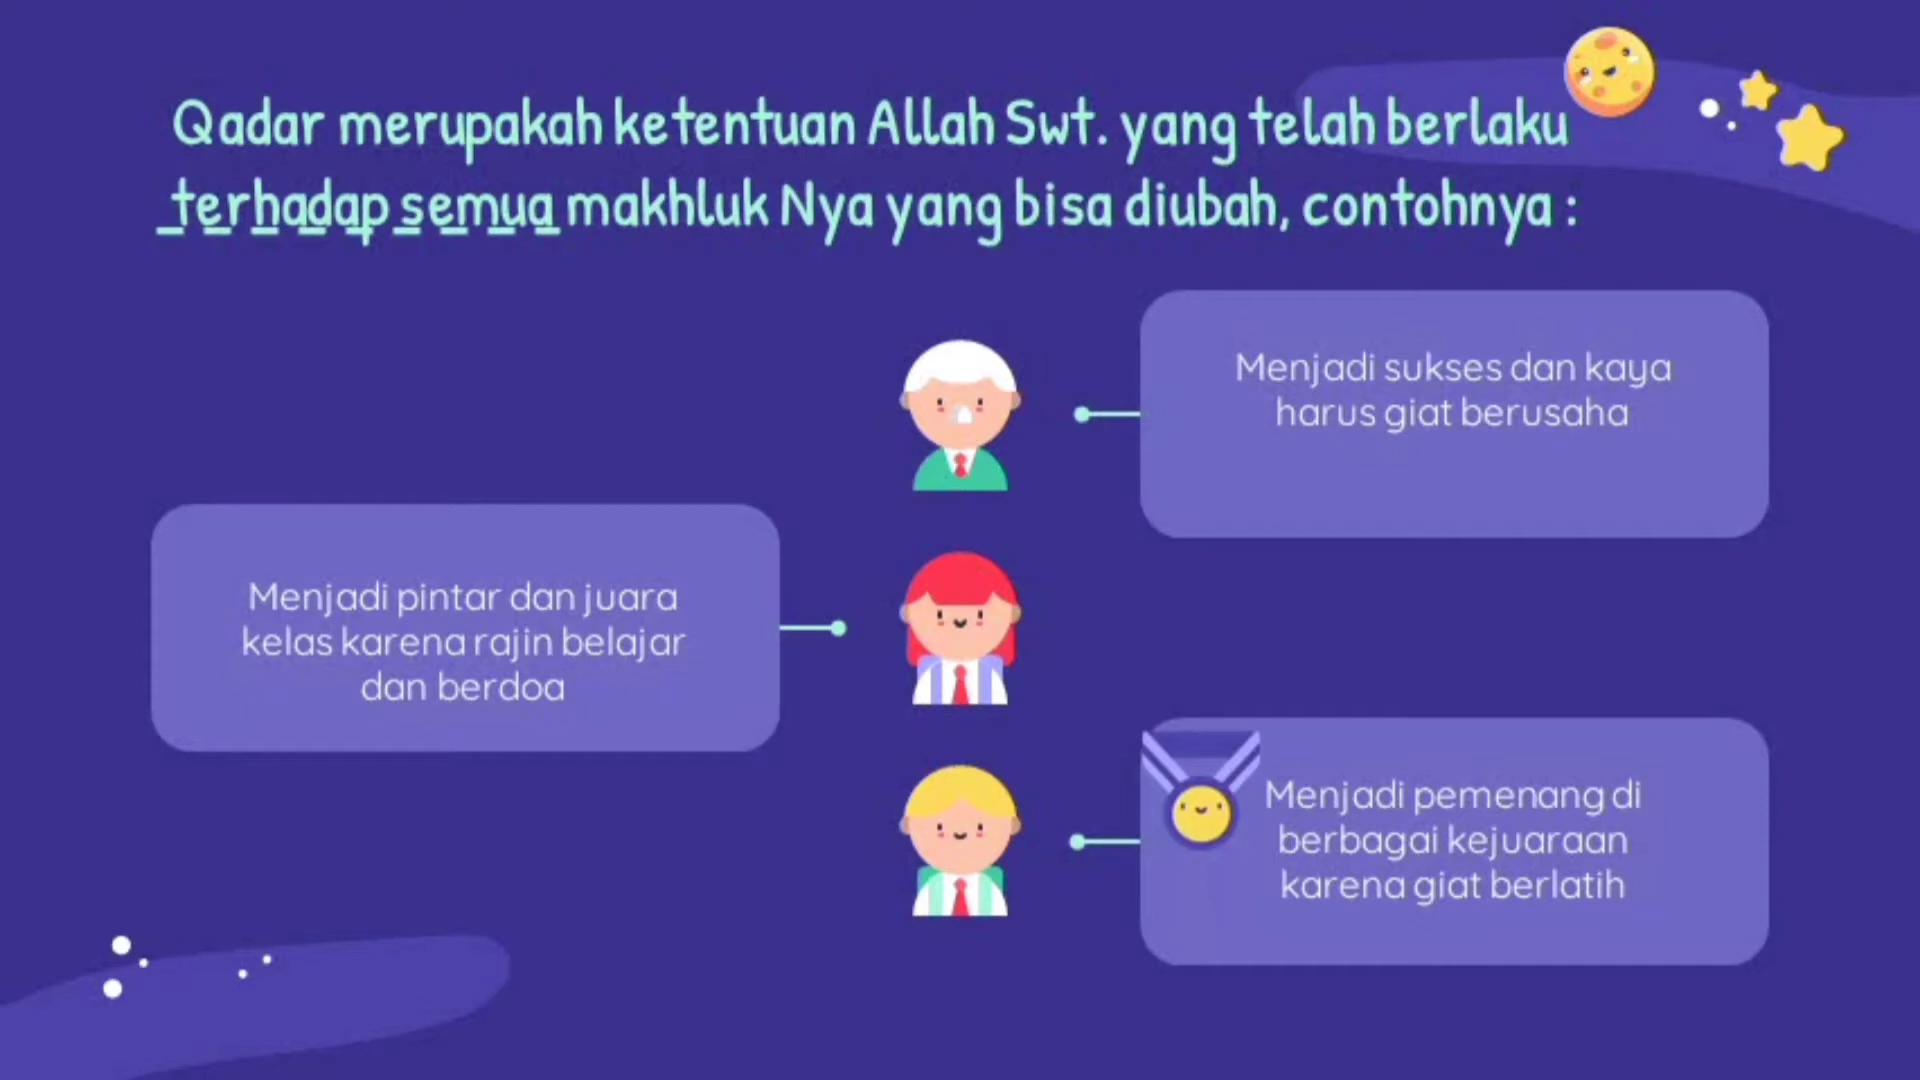 Qadar merupakah ketentuan Allah Swt. yang telah berlaku
terhadap semua makhluk Nya yang bisa diubah, contohnya :
Menjadi sukses dan kaya
harus giat berusaha
Menjadi pintar dan juara
kelas karena rajin belajar
dan berdoa
Menjadi pemenang di
berbagai kejuaraan
karena giat berlatih